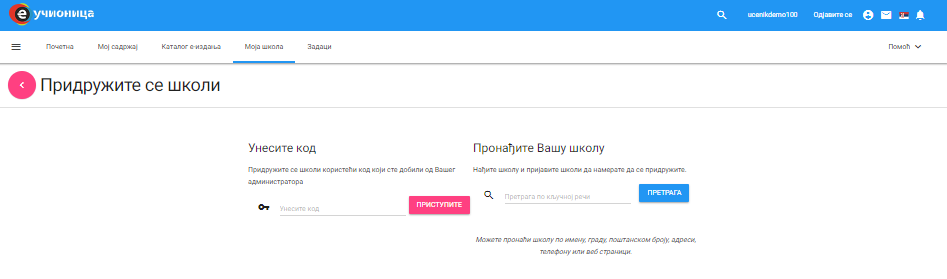 e учионица
ucenikdemo100
Одјавите се
Почетна
Мој садржај
Каталог е-издања
Моја школа
Задаци
Помоћ
Придружите се школи
Унесите код
Придружите се школи користећи код који сте добили од Вашег
администратора
Унесите код
ПРИСТУПИТЕ
Пронађите Вашу школу
Нађите школу и пријавите школи да намерате да се придружите.
Претрага по кључној речи
ПРЕТРАГА
Можете пронаћи школу по имену, граду, поштанском броју, адреси,
телефону или веб страници.